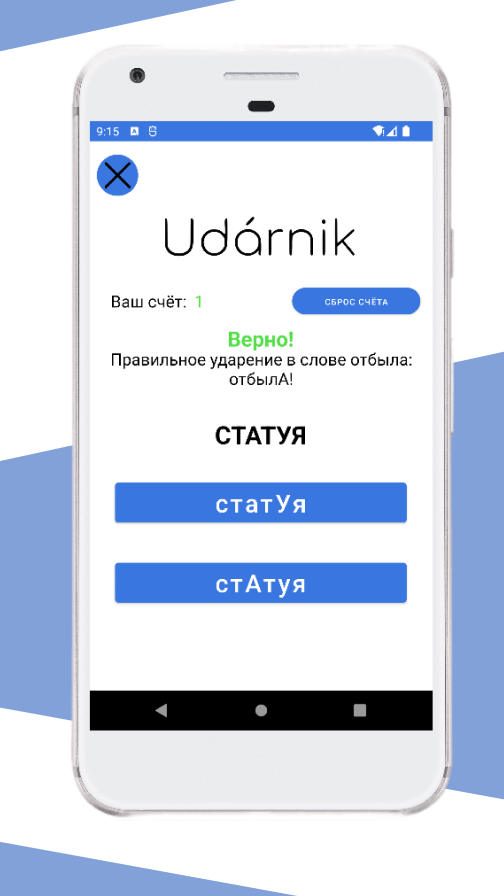 9:15
Udárnik
Ваш счёт: 1
СБРОС СЧЁТА
Верно!
Правильное ударение в слове отбыла:
отбылА!
СТАТУЯ
статУя
стАтуя